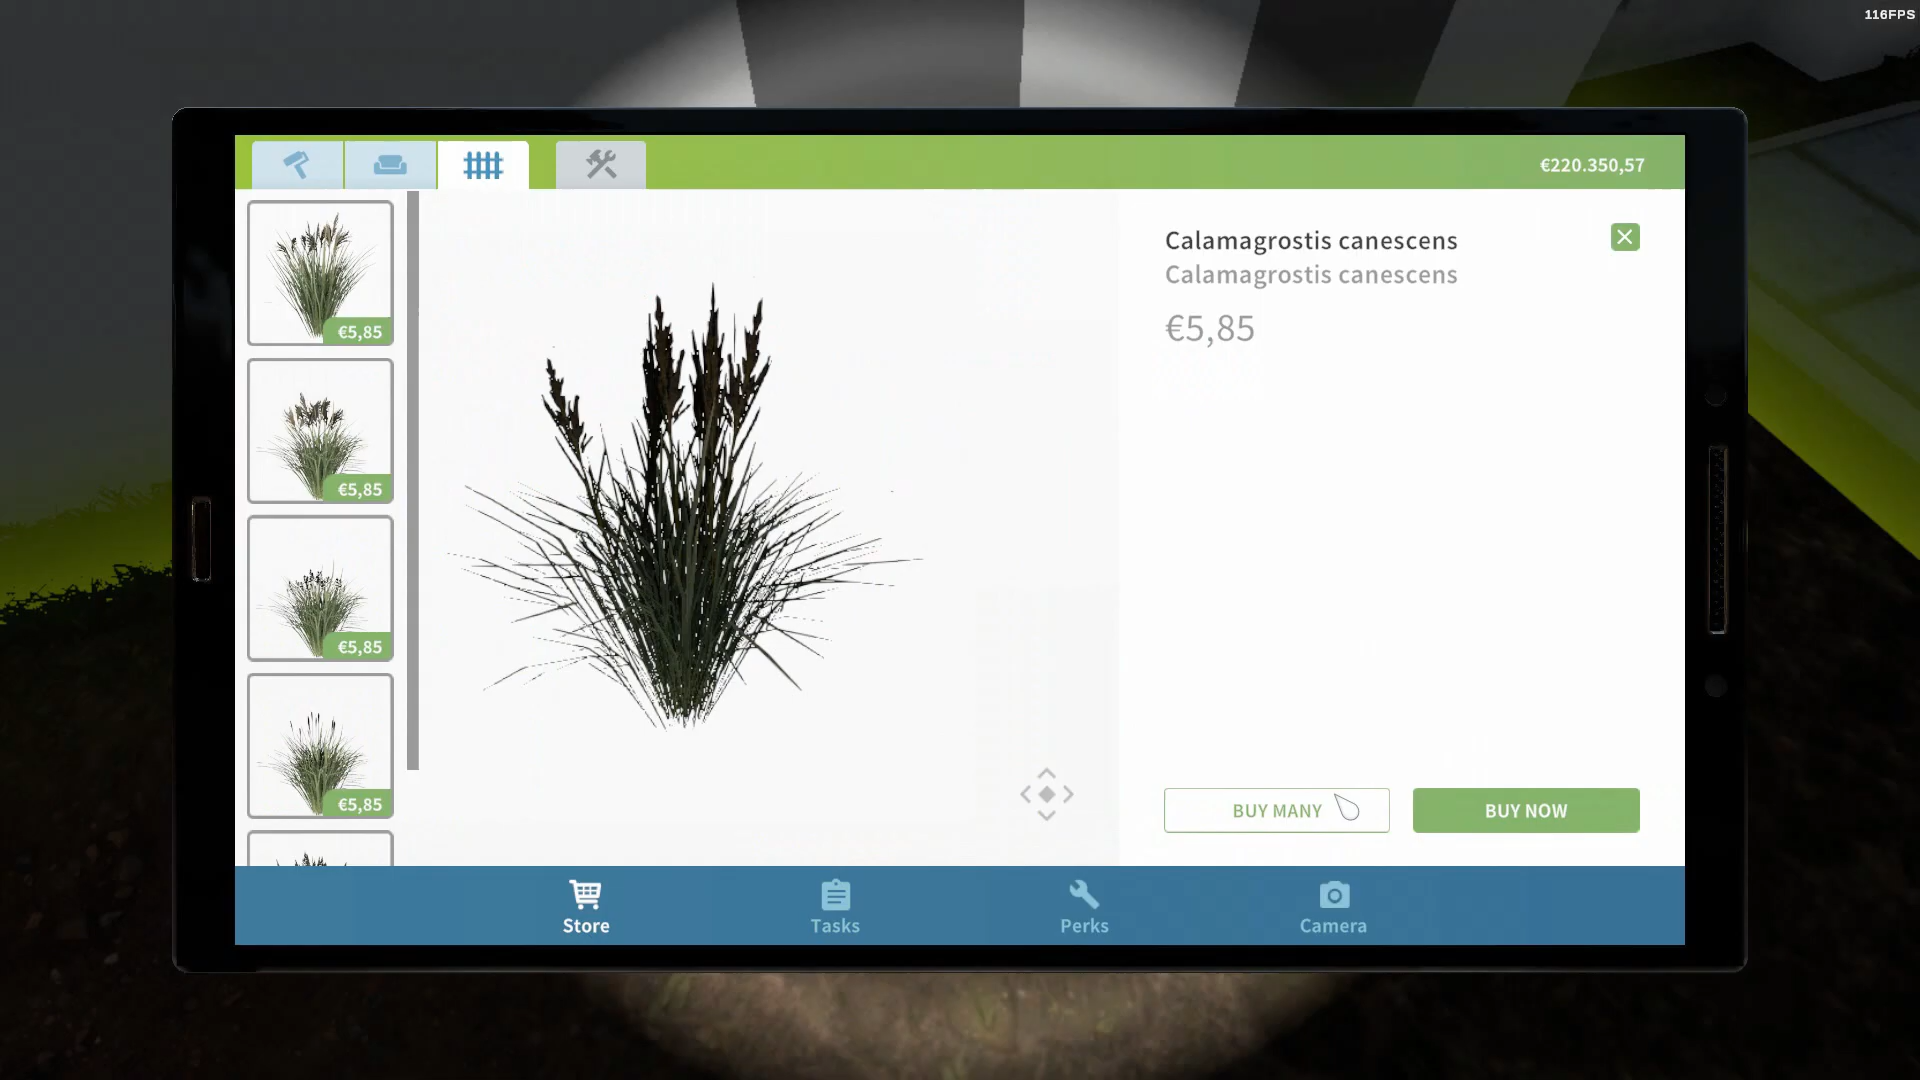 116FPS
€220.350,57
€5,85
€5,85
€5,85
€5,85
Calamagrostis canescens
Calamagrostis canescens
€5,85
BUY MANY
BUY NOW
Store
Tasks
Perks
Camera